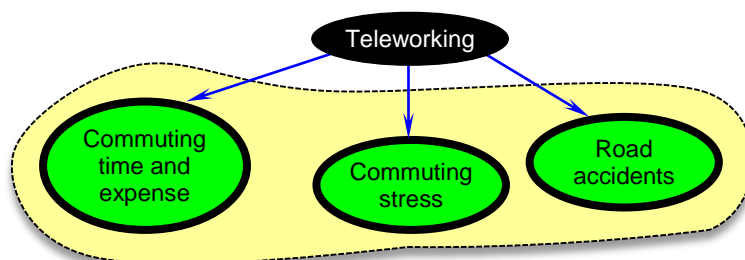 Teleworking
Commuting
time and
expense
Commuting
stress
Road
accidents